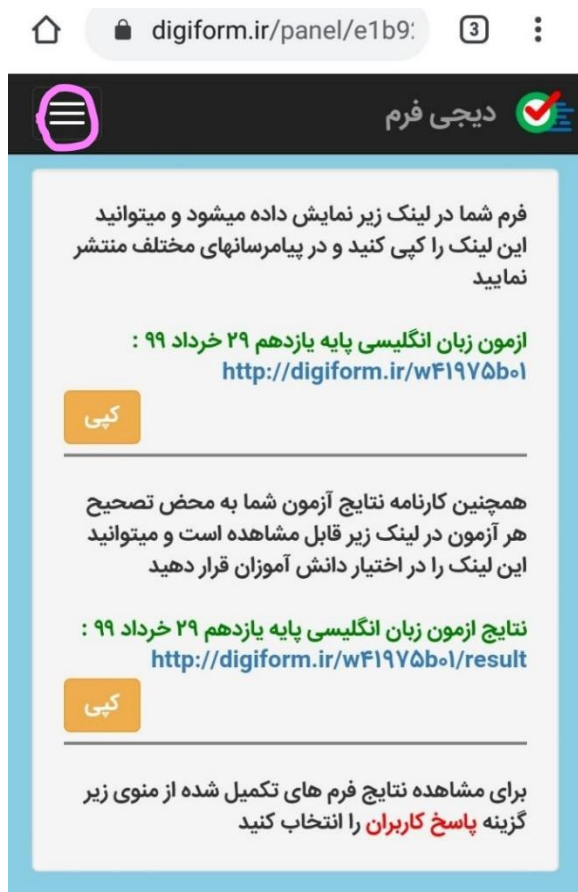 digiform.ir/panel/e1b92
3
دیجی فرم
فرم شما در لینک زیر نمایش داده میشود و میتوانید
این لینک را کپی کنید و در پیامرسانهای مختلف منتشر
نمایید
ازمون زبان انگلیسی پایه یازدهم ۲۹ خرداد ۹۹ :
http://digiform.ir/w۴۱۹۷۵b۰۱
کپی
همچنین کارنامه نتایج آزمون شما به محض تصحیح
هر آزمون در لینک زیر قابل مشاهده است و میتوانید
این لینک را در اختیار دانش آموزان قرار دهید
نتایج ازمون زبان انگلیسی پایه یازدهم ۲۹ خرداد ۹۹ :
http://digiform.ir/w۴۱۹۷۵b۰۱/result
کپی
برای مشاهده نتایج فرم های تکمیل شده از منوی زیر
گزینه پاسخ کاربران را انتخاب کنید